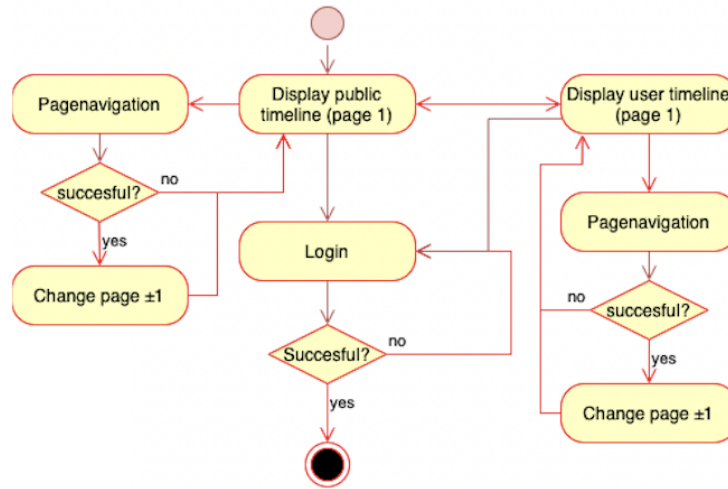 Pagenavigation
Display public
timeline (page 1)
Display user timeline
(page 1)
succesful?
no
yes
Change page ±1
Login
Succesful?
no
yes
Pagenavigation
succesful?
no
yes
Change page ±1